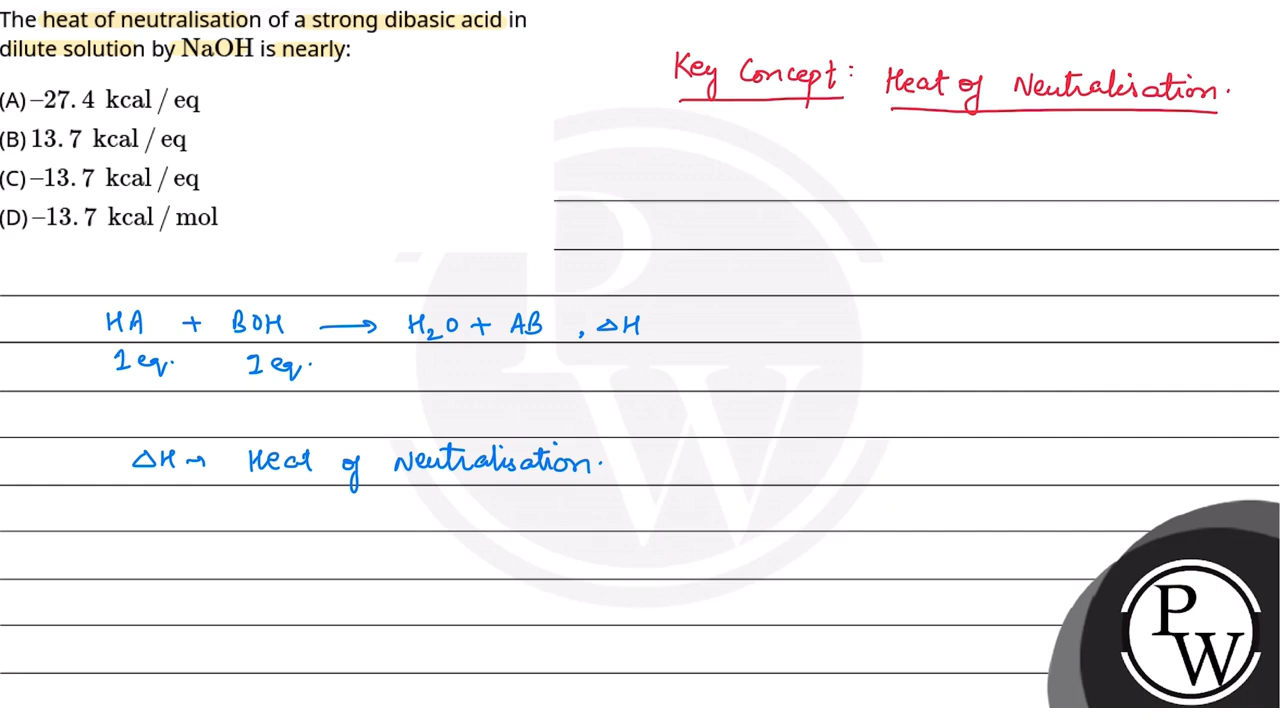 The heat of neutralisation of a strong dibasic acid in
dilute solution by NaOH is nearly:
(A) −27.4 kcal / eq
(B) 13.7 kcal / eq
(C) −13.7 kcal / eq
(D) −13.7 kcal / mol
Key Concept: Heat of Neutralisation.
HA + BOH ⟶ H₂O + AB , ΔH
1 eq. 1 eq.
ΔH → Heat of Neutralisation.
PW
PW